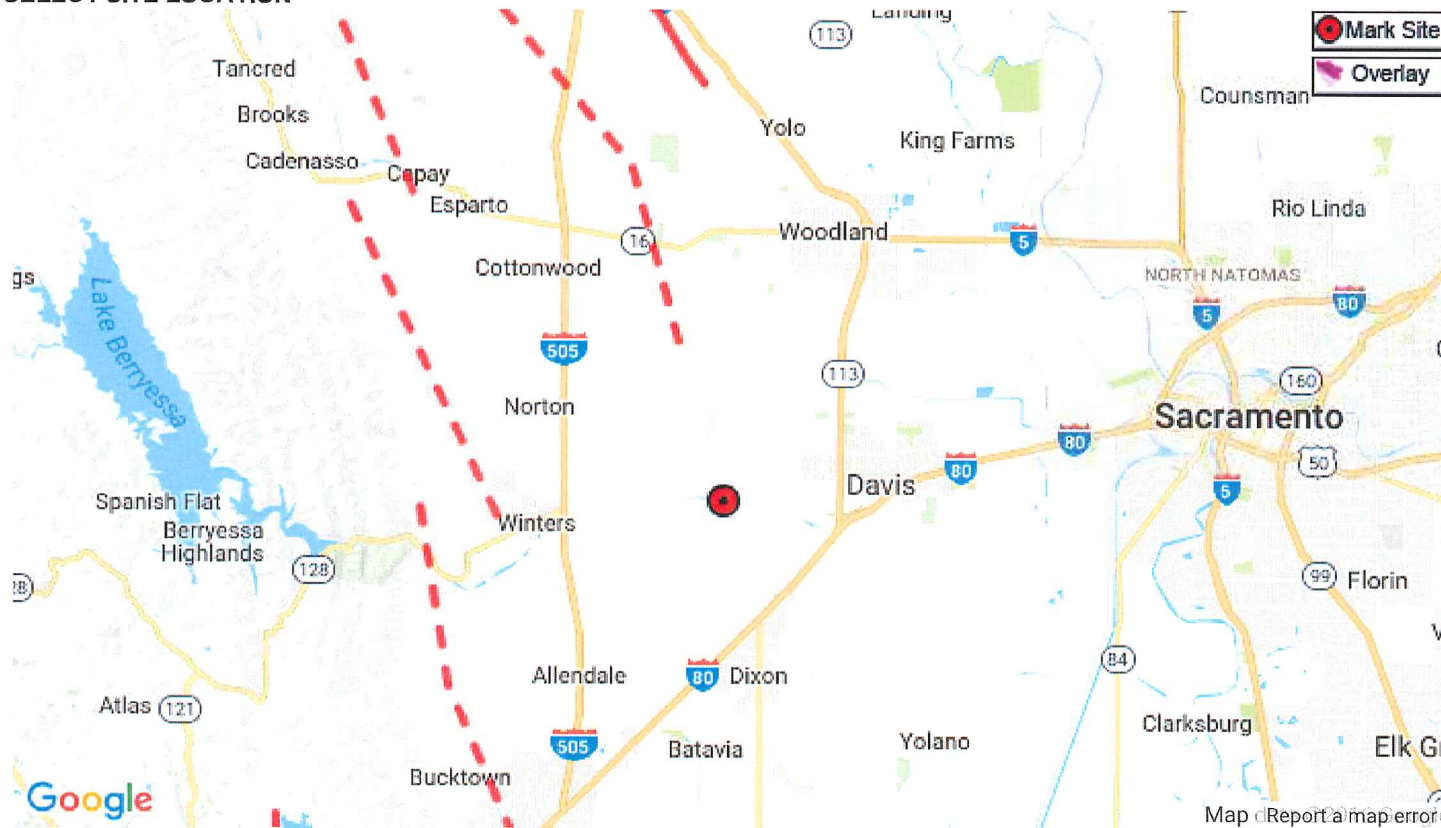 Landing
113
Mark Site
Tancred
Overlay
Counsman
Brooks
Yolo
King Farms
Cadenasso
Capay
Esparto
Rio Linda
16
Woodland
5
Cottonwood
NORTH NATOMAS
gs
Lake Berryessa
80
5
505
113
160
Norton
Sacramento
80
50
Davis
80
5
Spanish Flat
Winters
Berryessa
Highlands
128
99
Florin
84
Allendale
80
Dixon
Atlas
121
Clarksburg
505
Batavia
Yolano
Elk G
Bucktown
Google
Map d
Report a map error